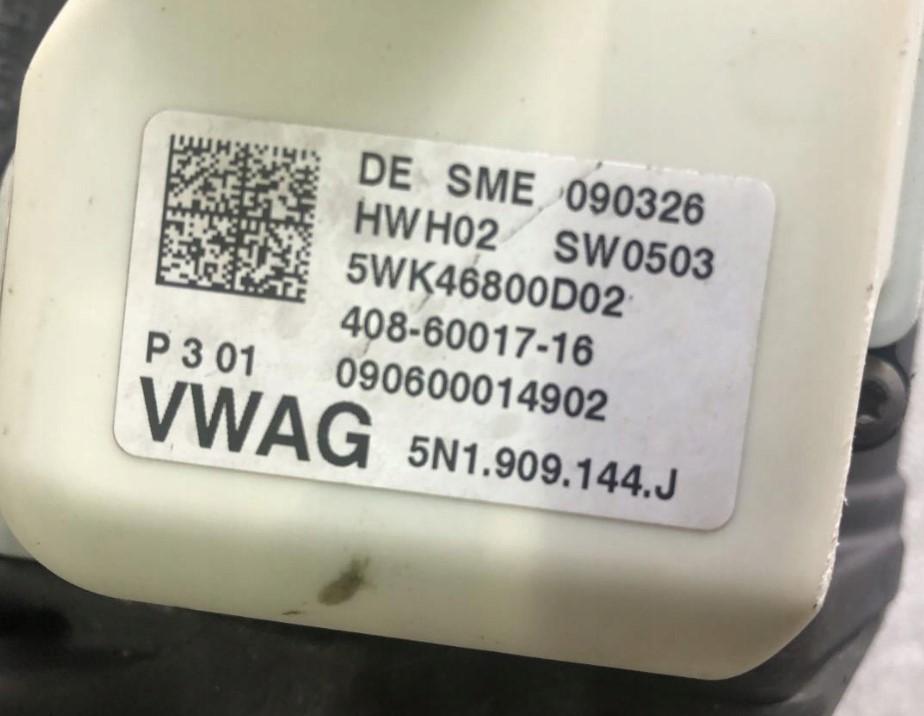 DE SME 090326
HWH02 SW0503
5WK46800D02
408-60017-16
P 3 01 090600014902
VWAG 5N1.909.144.J